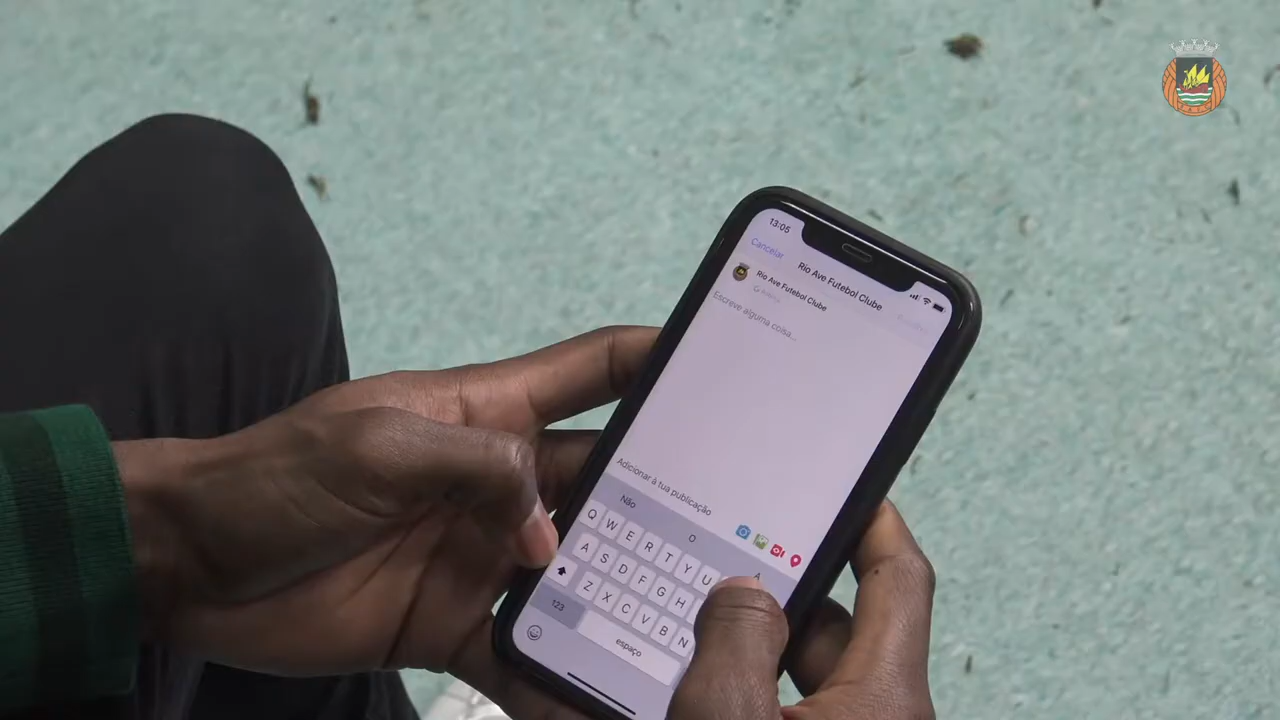 13:05
Cancelar
Rio Ave Futebol Clube
Rio Ave Futebol Clube
Escreve alguma coisa...
Adicionar à tua publicação
Não
O
A
Q W E R T Y U
A S D F G H
Z X C V B N
123
espaço